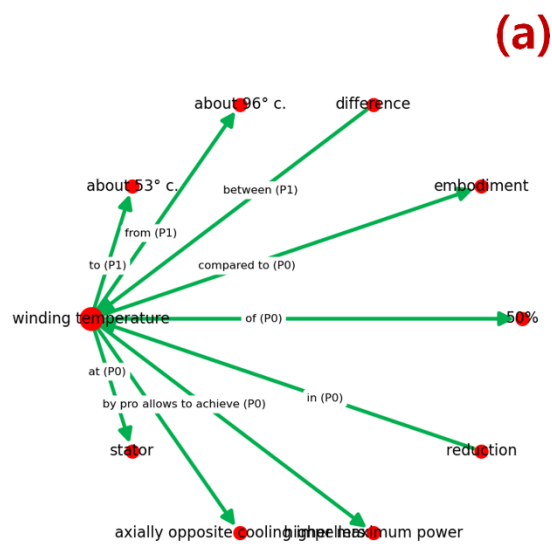 (a)
about 96° c.
difference
about 53° c.
embodiment
between (P1)
from (P1)
to (P1)
compared to (P0)
winding temperature
of (P0)
50%
at (P0)
in (P0)
by pro allows to achieve (P0)
stator
reduction
axially opposite cooling impellers
higher maximum power